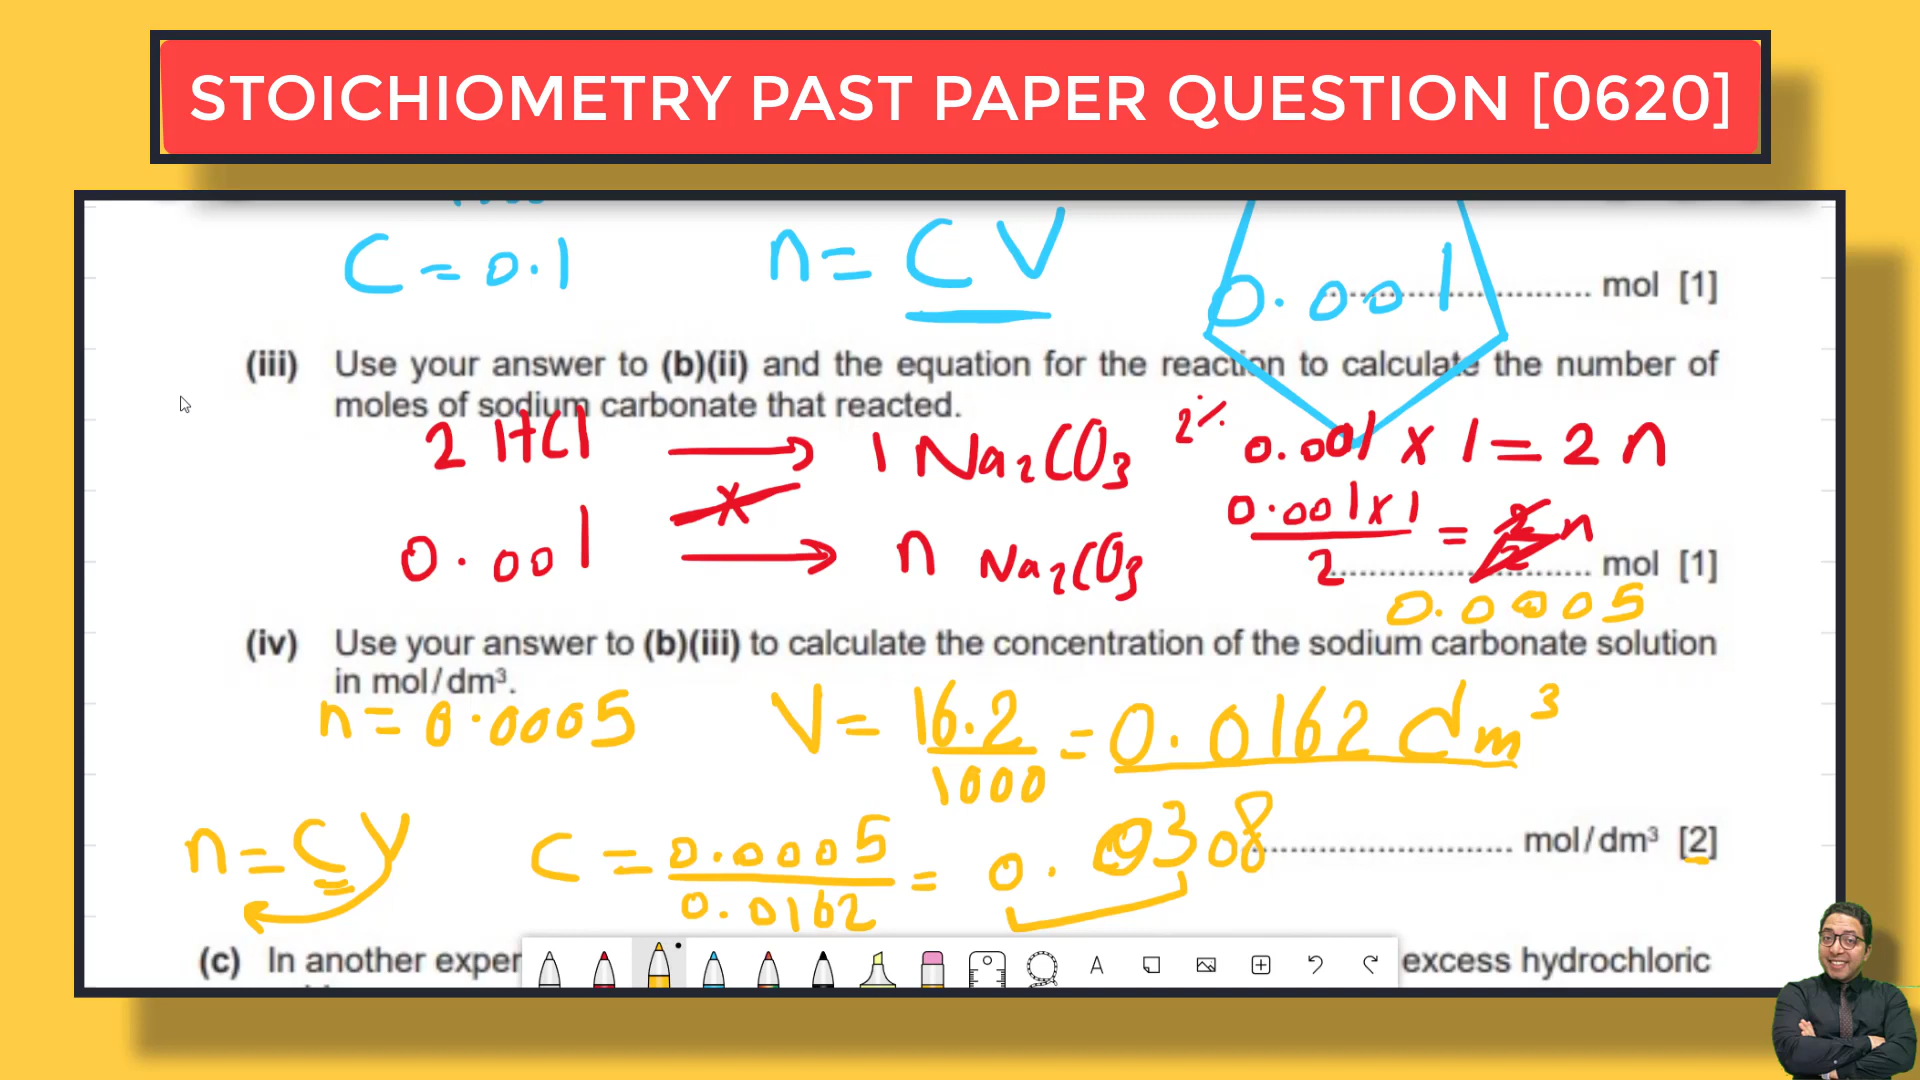 STOICHIOMETRY PAST PAPER QUESTION [0620]
C = 0.1 n = CV 0.001 mol [1]
(iii) Use your answer to (b)(ii) and the equation for the reaction to calculate the number of
moles of sodium carbonate that reacted.
2 HCl → 1 Na₂CO₃ 0.001 x 1 = 2 n
0.001 → n Na₂CO₃ 0.001x1/2 = 2/2 n
mol [1]
0.0005
(iv) Use your answer to (b)(iii) to calculate the concentration of the sodium carbonate solution
in mol/dm³.
n = 0.0005 V = 16.2/1000 = 0.0162 dm³
n = CV C = 0.0005/0.0162 = 0.0308 mol/dm³ [2]
(c) In another exper excess hydrochloric